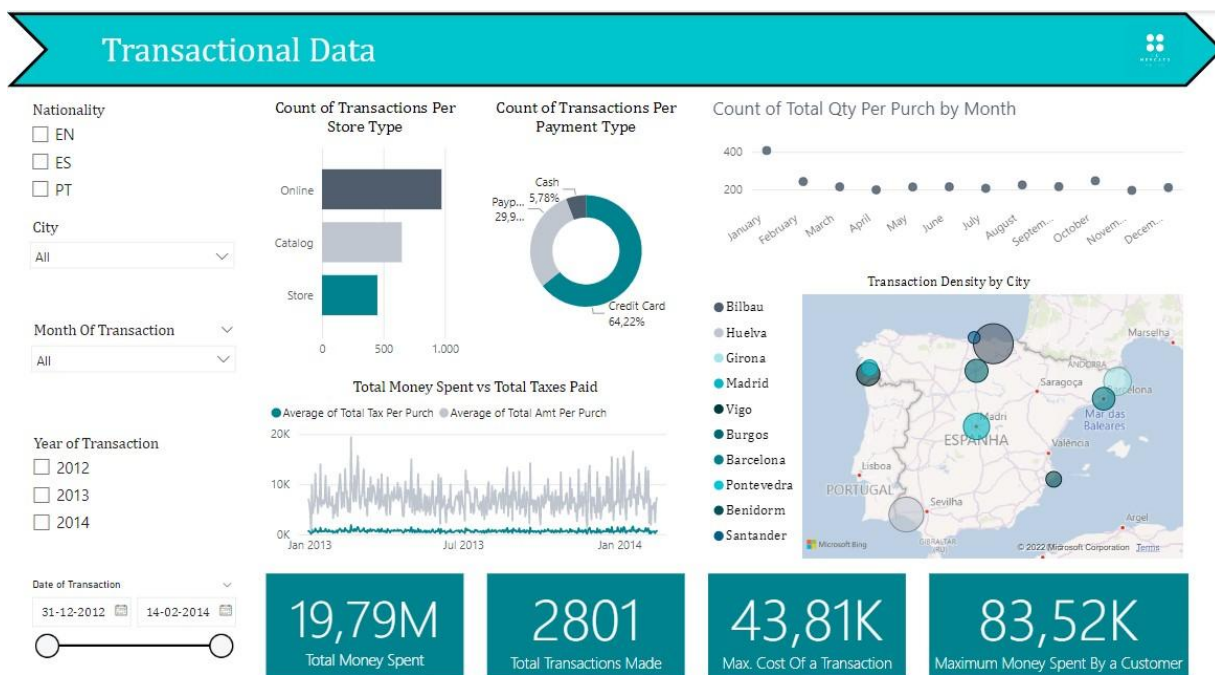 Transactional Data
Nationality
EN
ES
PT
City
All
Month Of Transaction
All
Year of Transaction
2012
2013
2014
Date of Transaction
31-12-2012
14-02-2014
Count of Transactions Per
Store Type
Online
Catalog
Store
0
500
1.000
Count of Transactions Per
Payment Type
Cash
5,78%
Payp...
29,9...
Credit Card
64,22%
Count of Total Qty Per Purch by Month
400
200
January
February
March
April
May
June
July
August
Septem...
October
Novem...
Decem...
Total Money Spent vs Total Taxes Paid
Average of Total Tax Per Purch
Average of Total Amt Per Purch
20K
10K
0K
Jan 2013
Jul 2013
Jan 2014
Transaction Density by City
Bilbau
Huelva
Girona
Madrid
Vigo
Burgos
Barcelona
Pontevedra
Benidorm
Santander
Marselha
ANDORRA
Saragoça
Barcelona
Mar das
Baleares
Madri
ESPANHA
Valência
Lisboa
PORTUGAL
Sevilha
Argel
Microsoft Bing
© 2022 Microsoft Corporation Terms
19,79M
Total Money Spent
2801
Total Transactions Made
43,81K
Max. Cost Of a Transaction
83,52K
Maximum Money Spent By a Customer